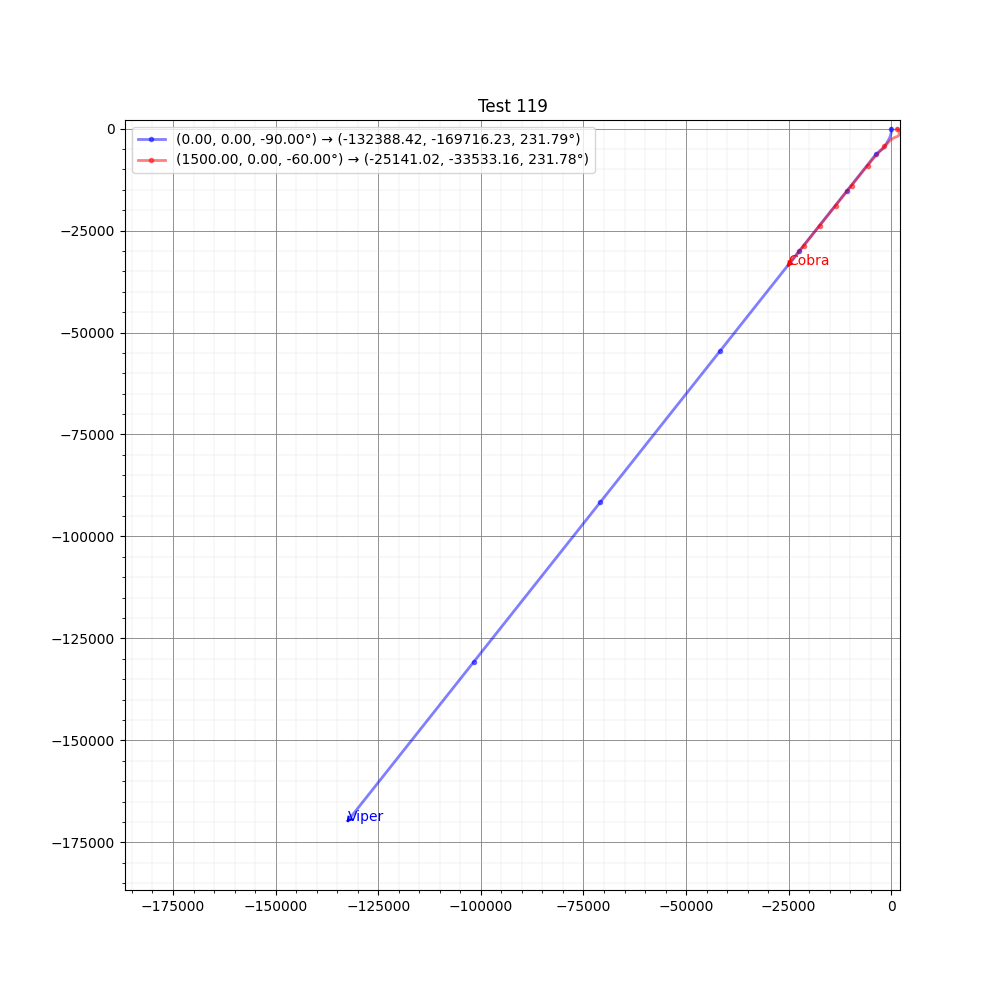 Test 119
(0.00, 0.00, -90.00°) → (-132388.42, -169716.23, 231.79°)
(1500.00, 0.00, -60.00°) → (-25141.02, -33533.16, 231.78°)
0
−25000
−50000
−75000
−100000
−125000
−150000
−175000
Cobra
Viper
−175000 −150000 −125000 −100000 −75000 −50000 −25000 0